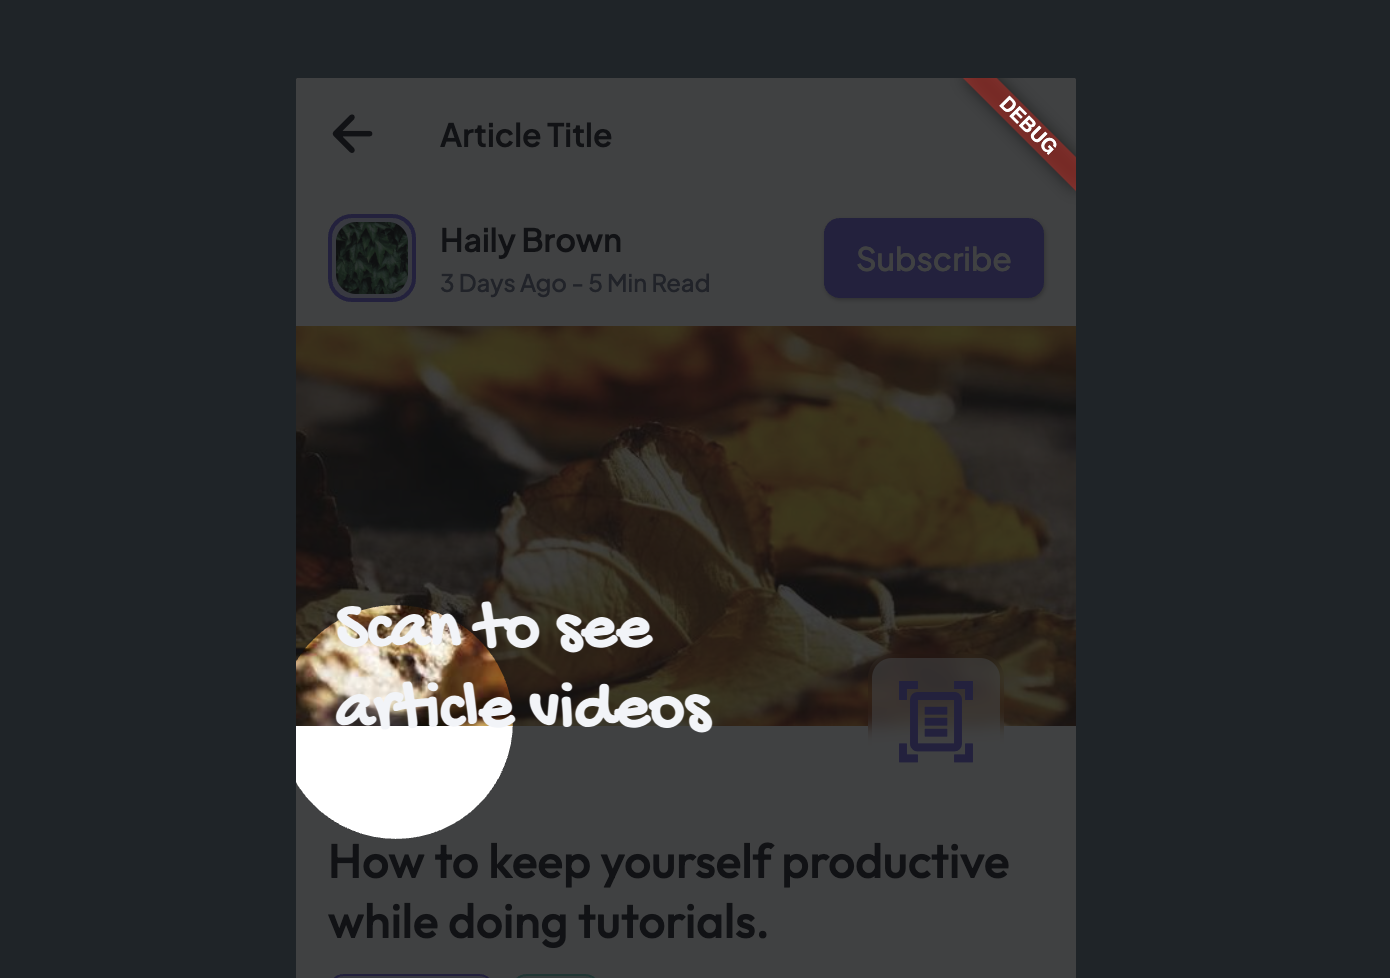 DEBUG
Article Title
Haily Brown
3 Days Ago - 5 Min Read
Subscribe
Scan to see
article videos
How to keep yourself productive
while doing tutorials.